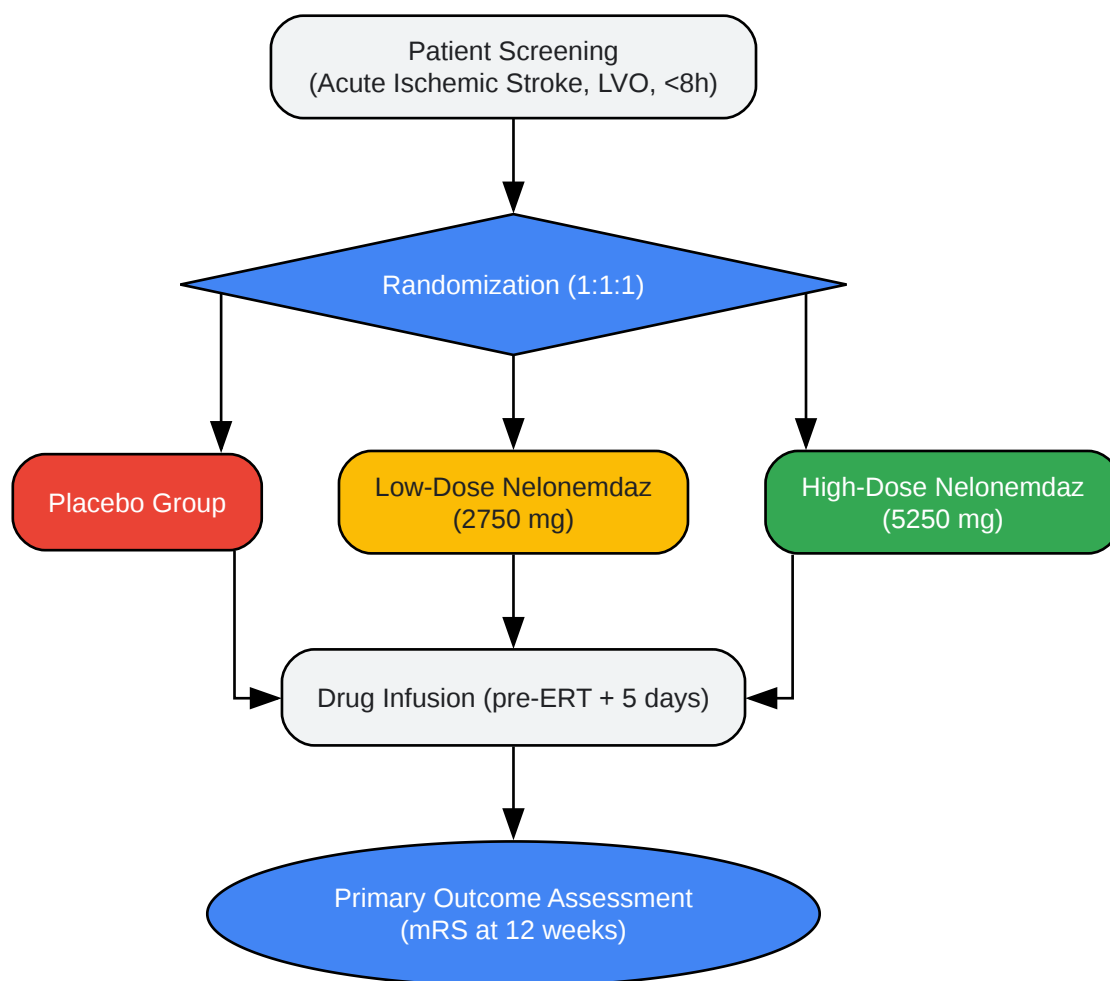 Patient Screening
(Acute Ischemic Stroke, LVO, <8h)
Randomization (1:1:1)
Placebo Group
Low-Dose Nelonemdaz
(2750 mg)
High-Dose Nelonemdaz
(5250 mg)
Drug Infusion (pre-ERT + 5 days)
Primary Outcome Assessment
(mRS at 12 weeks)